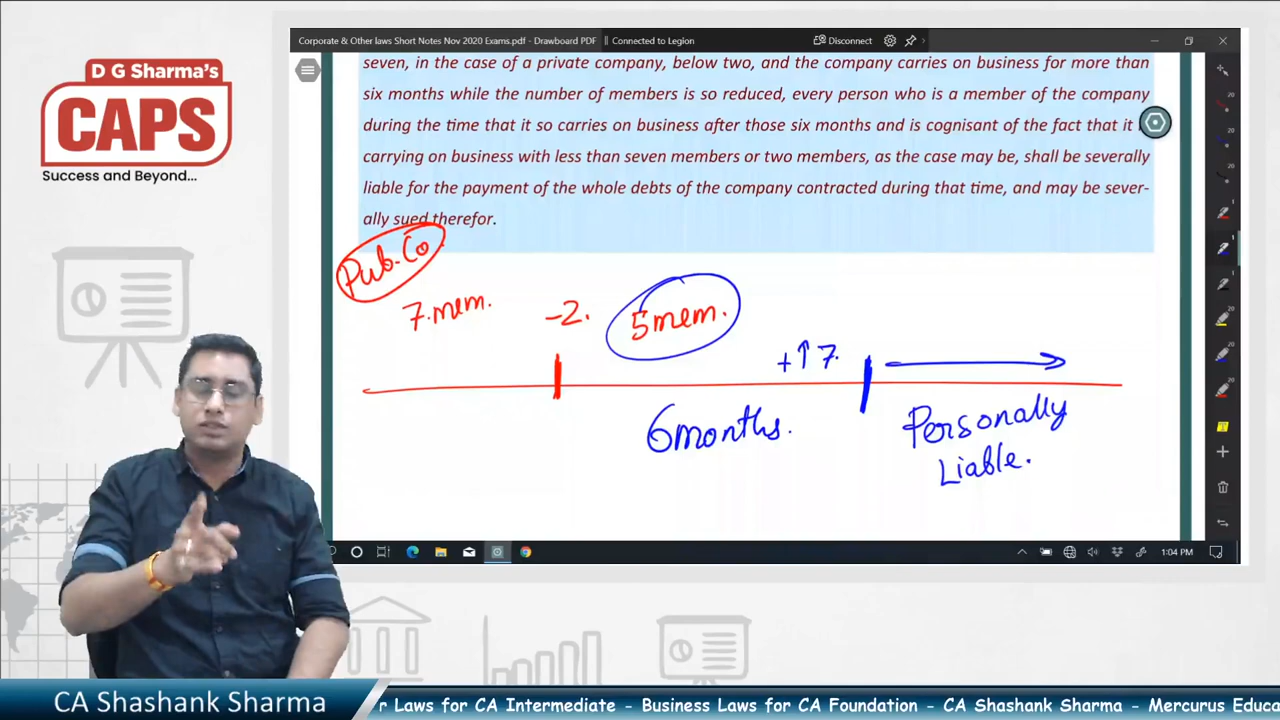 D G Sharma's
CAPS
Success and Beyond...
Corporate & Other laws Short Notes Nov 2020 Exams.pdf - Drawboard PDF
Connected to Legion
Disconnect
seven, in the case of a private company, below two, and the company carries on business for more than
six months while the number of members is so reduced, every person who is a member of the company
during the time that it so carries on business after those six months and is cognisant of the fact that it
carrying on business with less than seven members or two members, as the case may be, shall be severally
liable for the payment of the whole debts of the company contracted during that time, and may be sever-
ally sued therefor.
Pub.Co
7.mem.
-2.
5mem.
+↑7.
6months.
Personally
Liable.
1:04 PM
CA Shashank Sharma
r Laws for CA Intermediate - Business Laws for CA Foundation - CA Shashank Sharma - Mercurus Educa